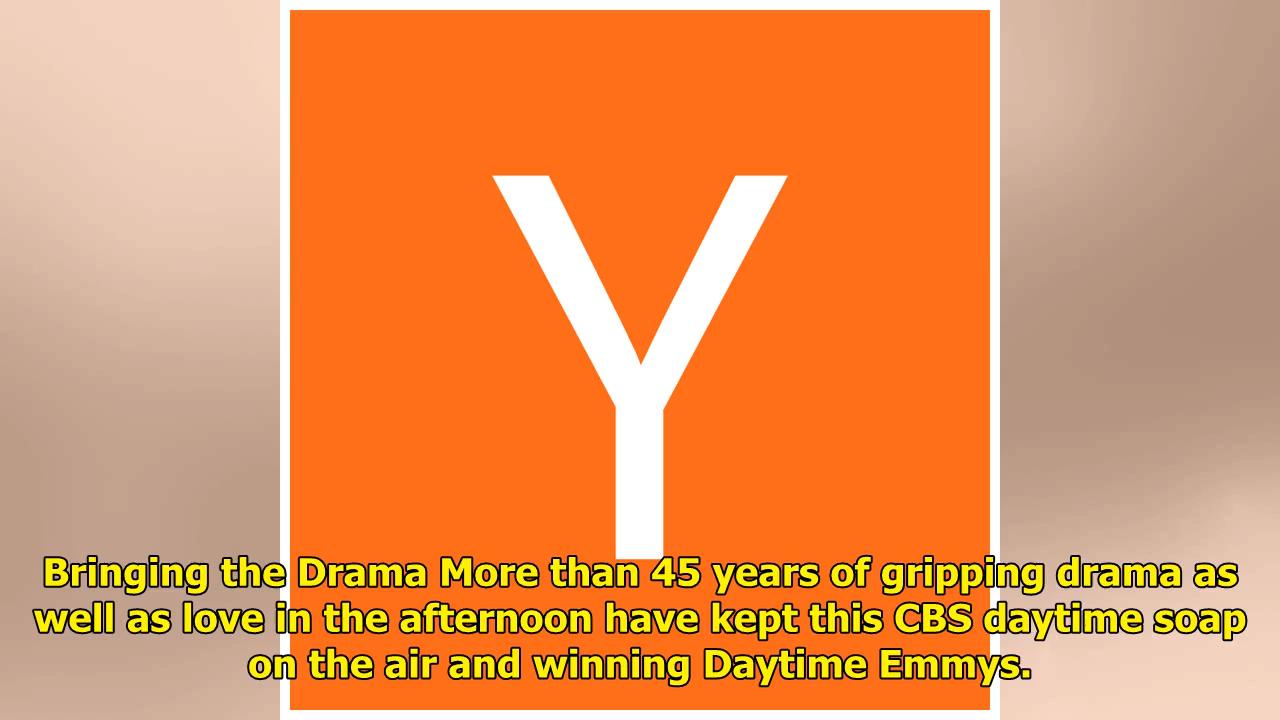 Y
Bringing the Drama More than 45 years of gripping drama as
well as love in the afternoon have kept this CBS daytime soap
on the air and winning Daytime Emmys.